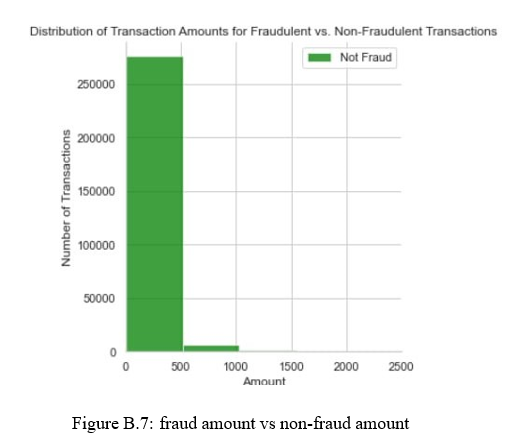 Distribution of Transaction Amounts for Fraudulent vs. Non-Fraudulent Transactions
Not Fraud
250000
200000
150000
100000
50000
0
Number of Transactions
0 500 1000 1500 2000 2500
Amount
Figure B.7: fraud amount vs non-fraud amount